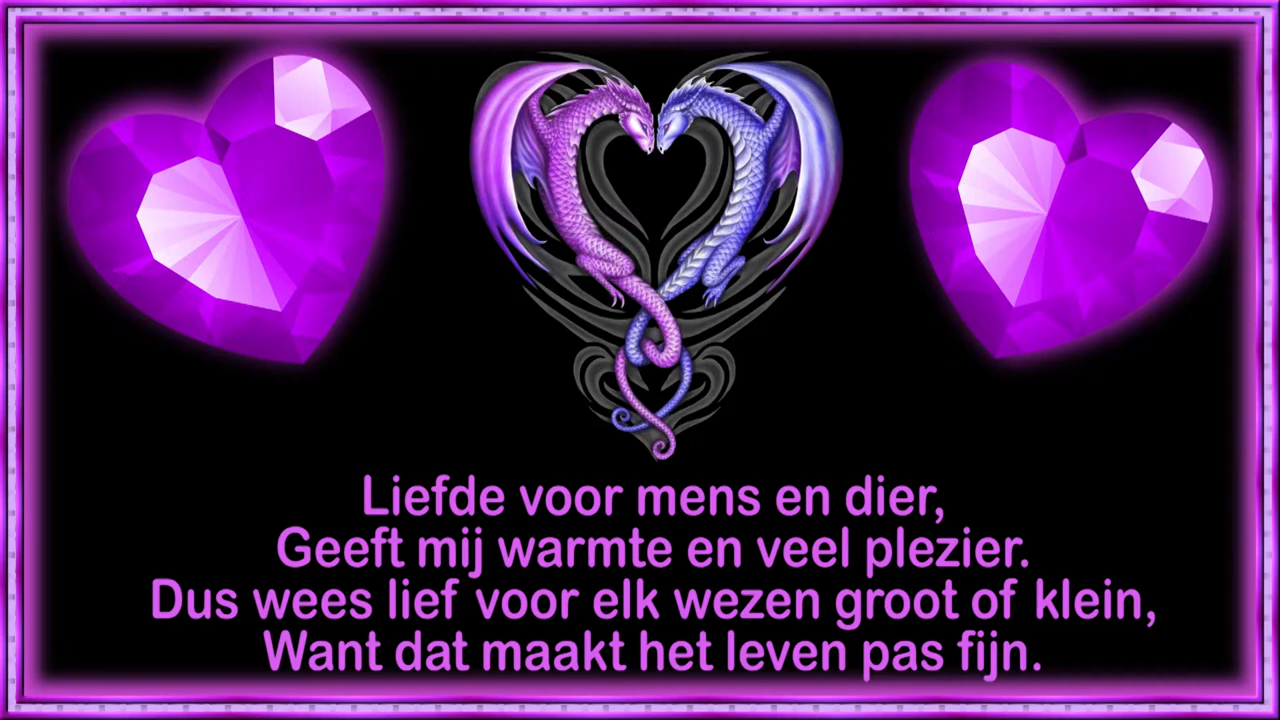 Liefde voor mens en dier,
Geeft mij warmte en veel plezier.
Dus wees lief voor elk wezen groot of klein,
Want dat maakt het leven pas fijn.